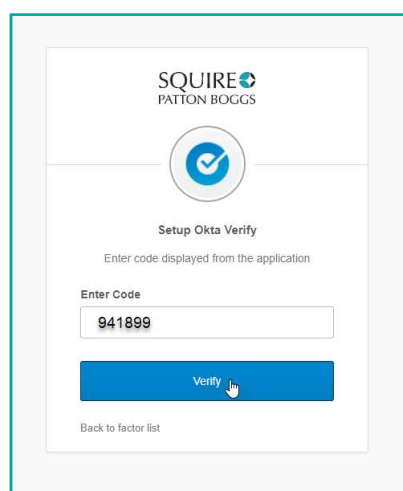 SQUIRE
PATTON BOGGS
Setup Okta Verify
Enter code displayed from the application
Enter Code
941899
Verify
Back to factor list